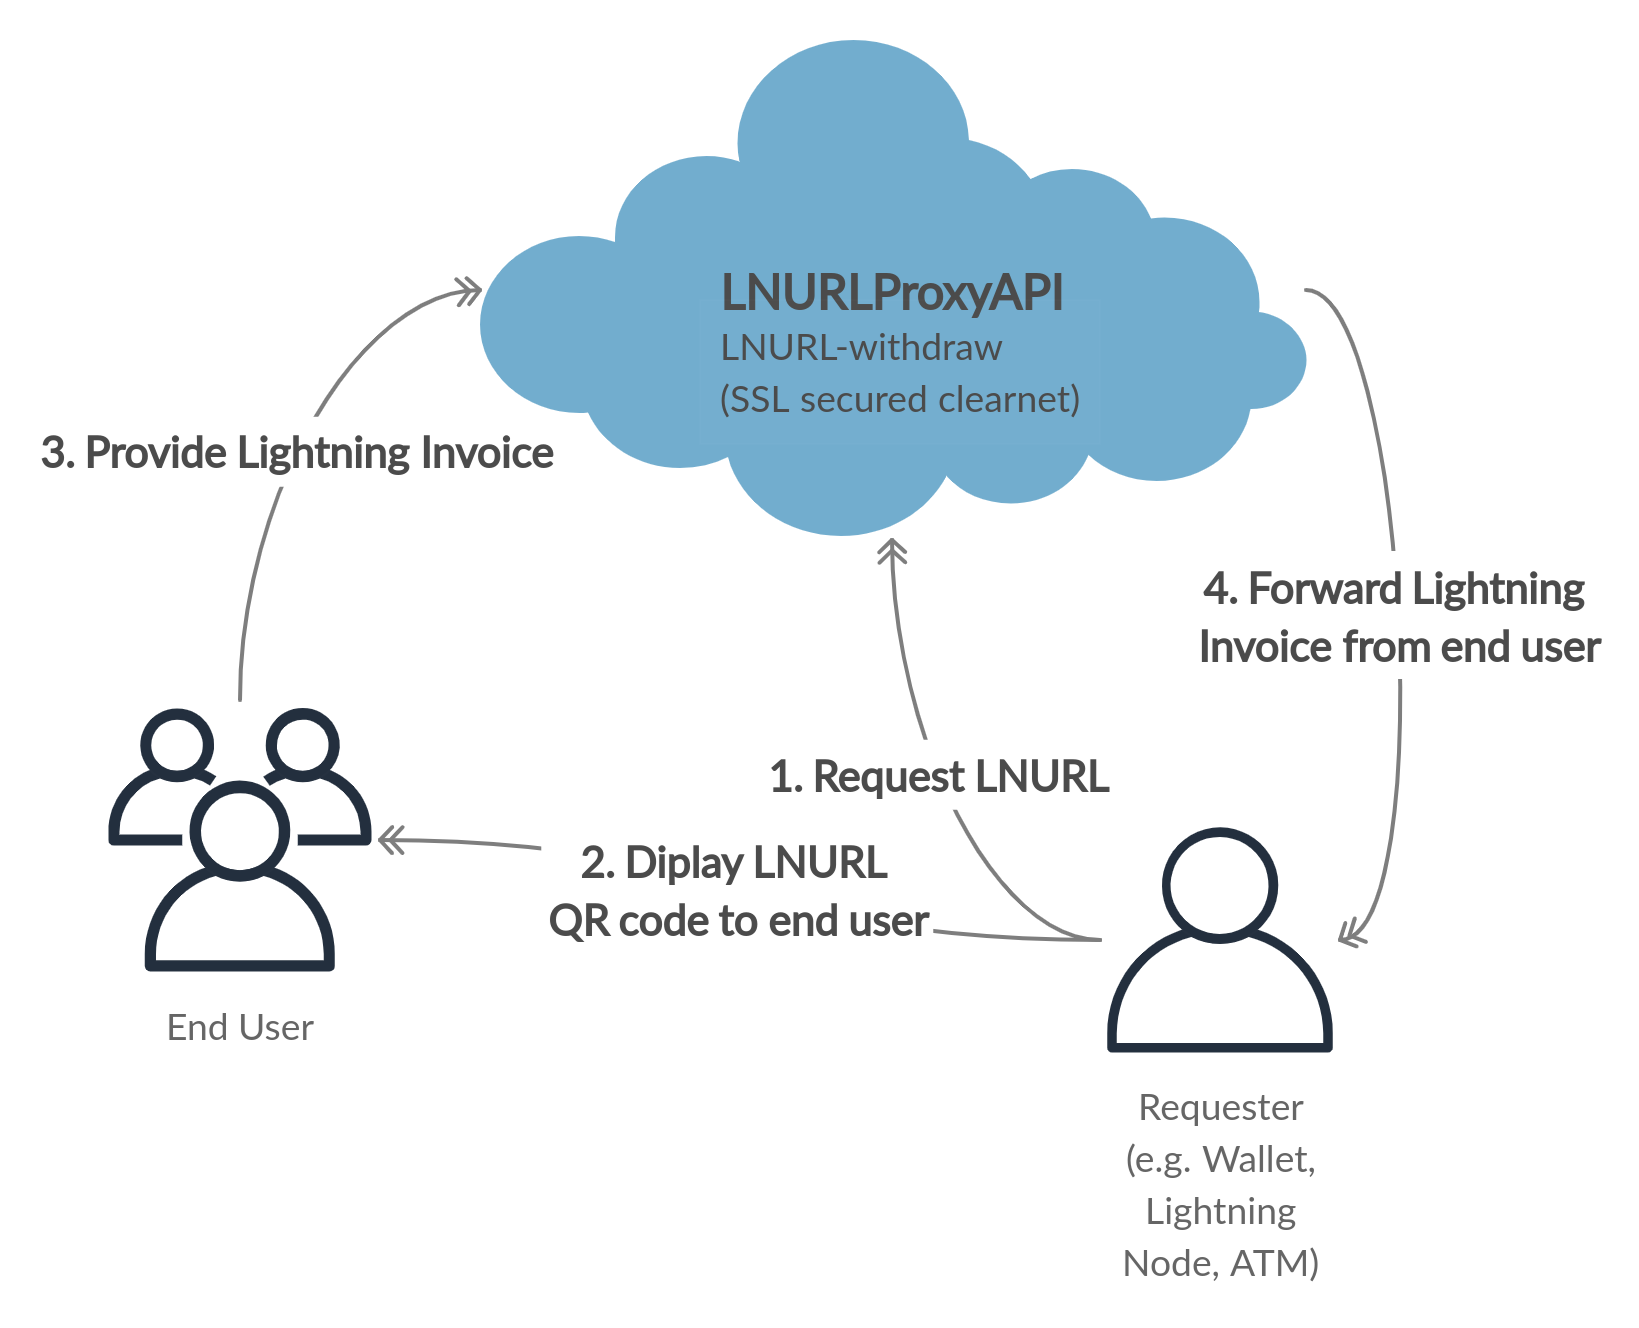 LNURLProxyAPI
LNURL-withdraw
(SSL secured clearnet)
3. Provide Lightning Invoice
4. Forward Lightning
Invoice from end user
1. Request LNURL
2. Diplay LNURL
QR code to end user
End User
Requester
(e.g. Wallet,
Lightning
Node, ATM)